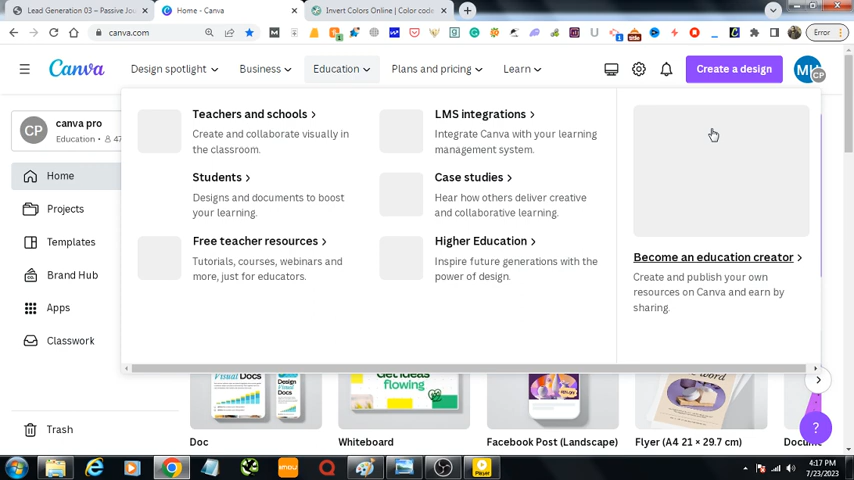 Lead Generation 03 – Passive Jou
Home - Canva
Invert Colors Online | Color code
canva.com
Error
Canva
Design spotlight
Business
Education
Plans and pricing
Learn
Create a design
CP
CP
canva pro
Education •
Home
Projects
Templates
Brand Hub
Apps
Classwork
Trash
Teachers and schools
Create and collaborate visually in
the classroom.
Students
Designs and documents to boost
your learning.
Free teacher resources
Tutorials, courses, webinars and
more, just for educators.
LMS integrations
Integrate Canva with your learning
management system.
Case studies
Hear how others deliver creative
and collaborative learning.
Higher Education
Inspire future generations with the
power of design.
Become an education creator
Create and publish your own
resources on Canva and earn by
sharing.
Visual
Docs
Design
Visual
Docs
Get ideas
flowing
Doc
Whiteboard
Facebook Post (Landscape)
Flyer (A4 21 × 29.7 cm)
?
4:17 PM
7/23/2023